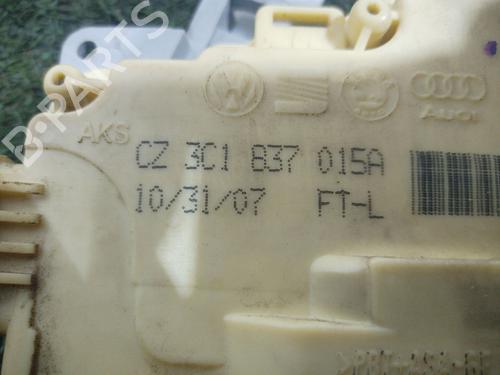 B-PARTS
Audi
AKS
CZ 3C1 837 015A
10/31/07 FT-L